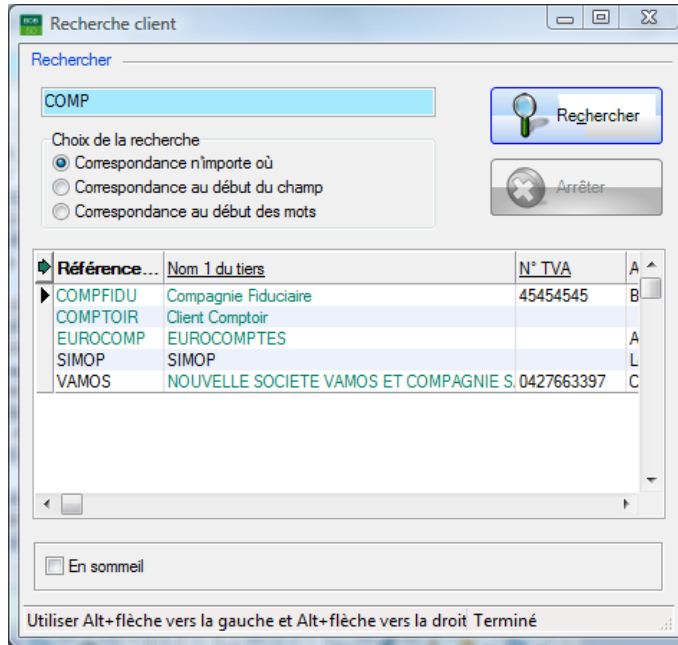 Recherche client
Rechercher
COMP
Rechercher
Choix de la recherche
Correspondance n'importe où
Correspondance au début du champ
Correspondance au début des mots
Arrêter
Référence... Nom 1 du tiers N° TVA A
COMPFIDU Compagnie Fiduciaire 45454545 B
COMPTOIR Client Comptoir
EUROCOMP EUROCOMPTES A
SIMOP SIMOP L
VAMOS NOUVELLE SOCIETE VAMOS ET COMPAGNIE S. 0427663397 C
En sommeil
Utiliser Alt+flèche vers la gauche et Alt+flèche vers la droit Terminé